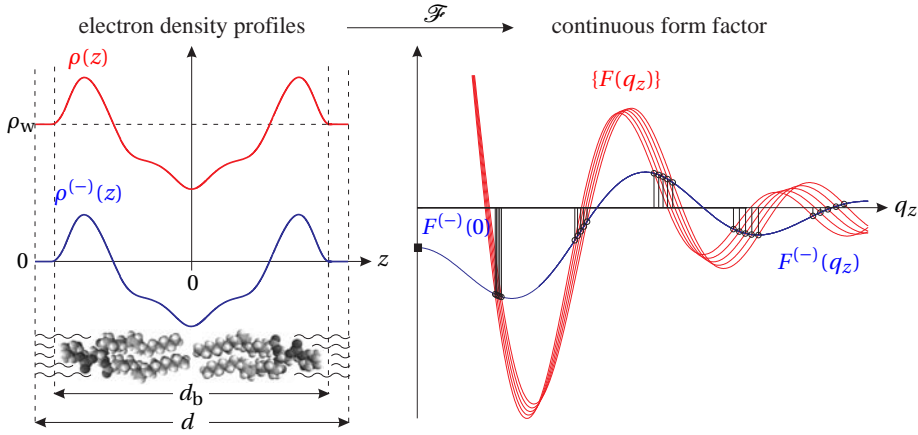 electron density profiles
ℱ
continuous form factor
ρ(z)
{F(q_z)}
ρ_w
ρ^(−)(z)
F^(−)(0)
q_z
0
z
0
F^(−)(q_z)
d_b
d